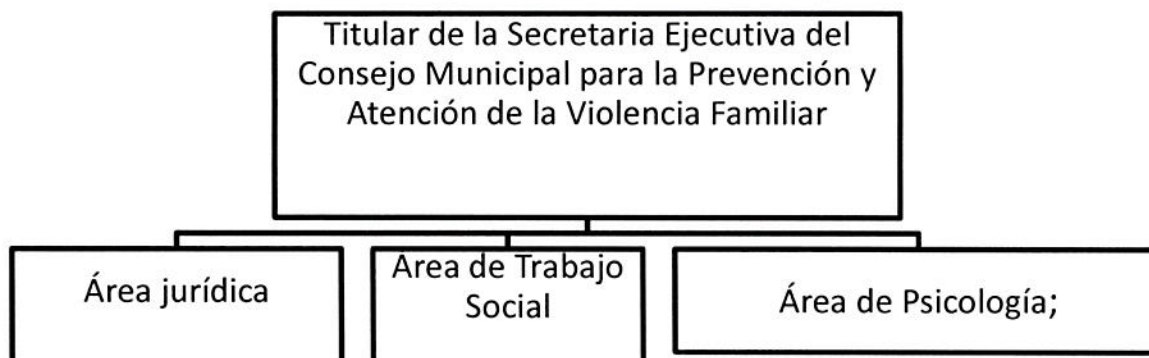 Titular de la Secretaria Ejecutiva del
Consejo Municipal para la Prevención y
Atención de la Violencia Familiar
Área jurídica
Área de Trabajo
Social
Área de Psicología;